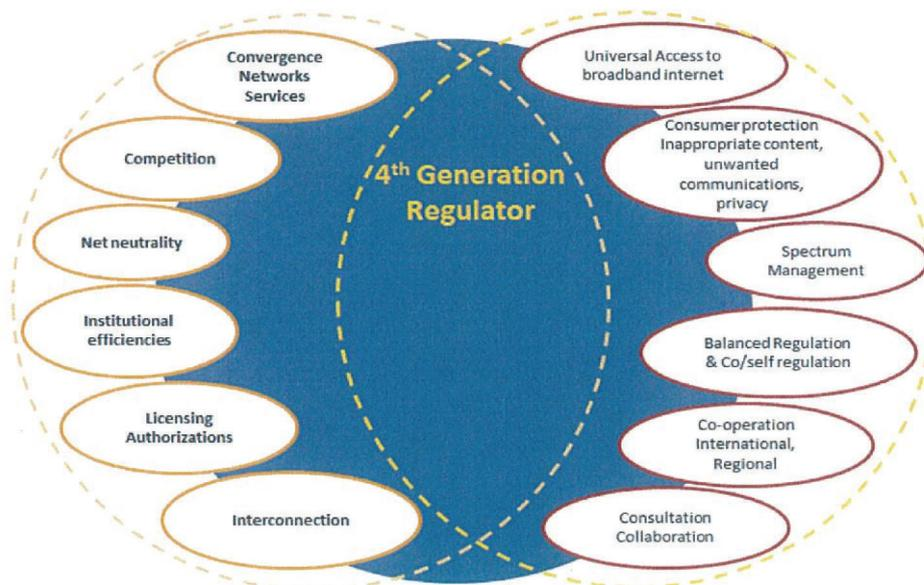 Convergence
Networks
Services
Competition
Net neutrality
Institutional
efficiencies
Licensing
Authorizations
Interconnection
4th Generation
Regulator
Universal Access to
broadband internet
Consumer protection
Inappropriate content,
unwanted
communications,
privacy
Spectrum
Management
Balanced Regulation
& Co/self regulation
Co-operation
International,
Regional
Consultation
Collaboration